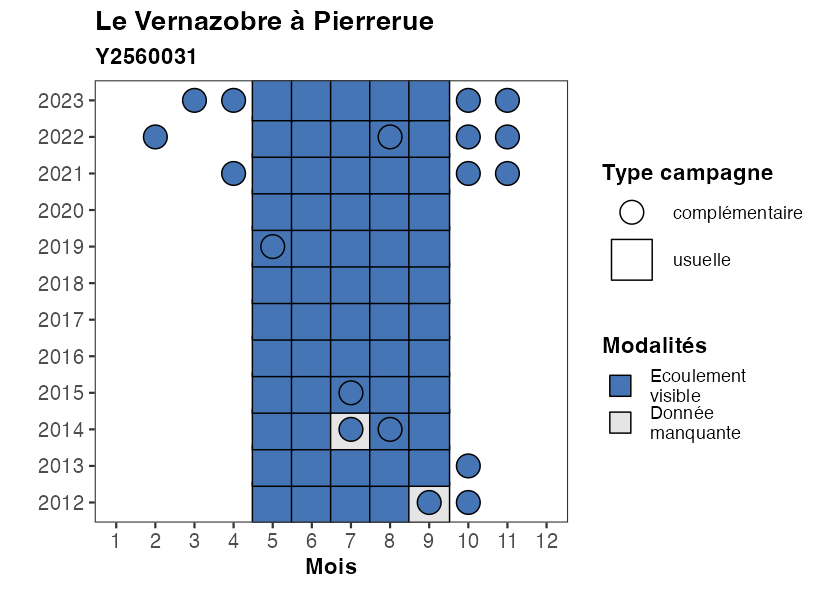 Le Vernazobre à Pierrerue
Y2560031
2023
2022
2021
2020
2019
2018
2017
2016
2015
2014
2013
2012
1 2 3 4 5 6 7 8 9 10 11 12
Mois
Type campagne
complémentaire
usuelle
Modalités
Ecoulement
visible
Donnée
manquante